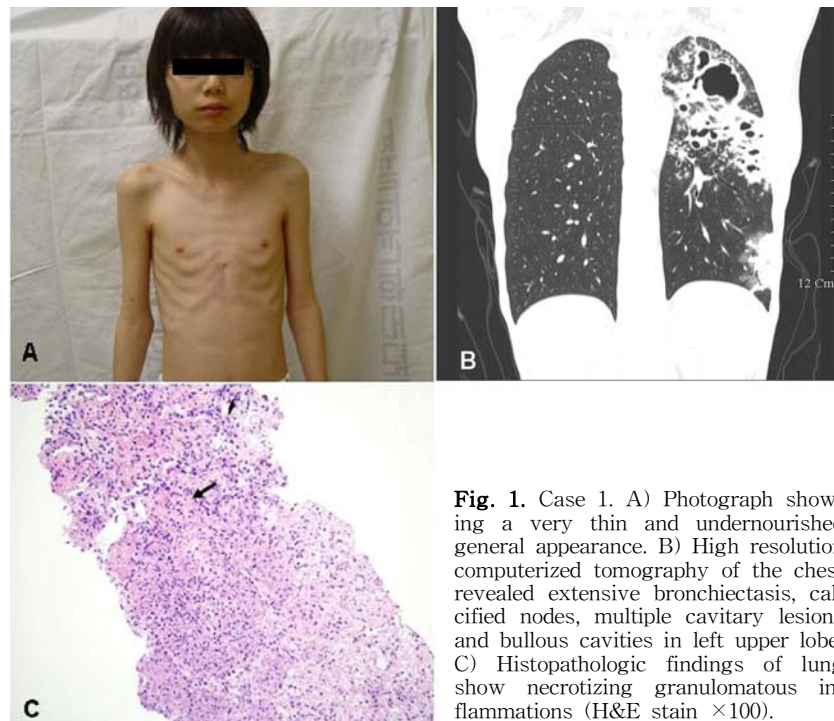 A
B
12 Cm
C
Fig. 1. Case 1. A) Photograph show
ing a very thin and undernourished
general appearance. B) High resolution
computerized tomography of the ches
revealed extensive bronchiectasis, cal
cified nodes, multiple cavitary lesion
and bullous cavities in left upper lobe
C) Histopathologic findings of lung
show necrotizing granulomatous in
flammations (H&E stain ×100).